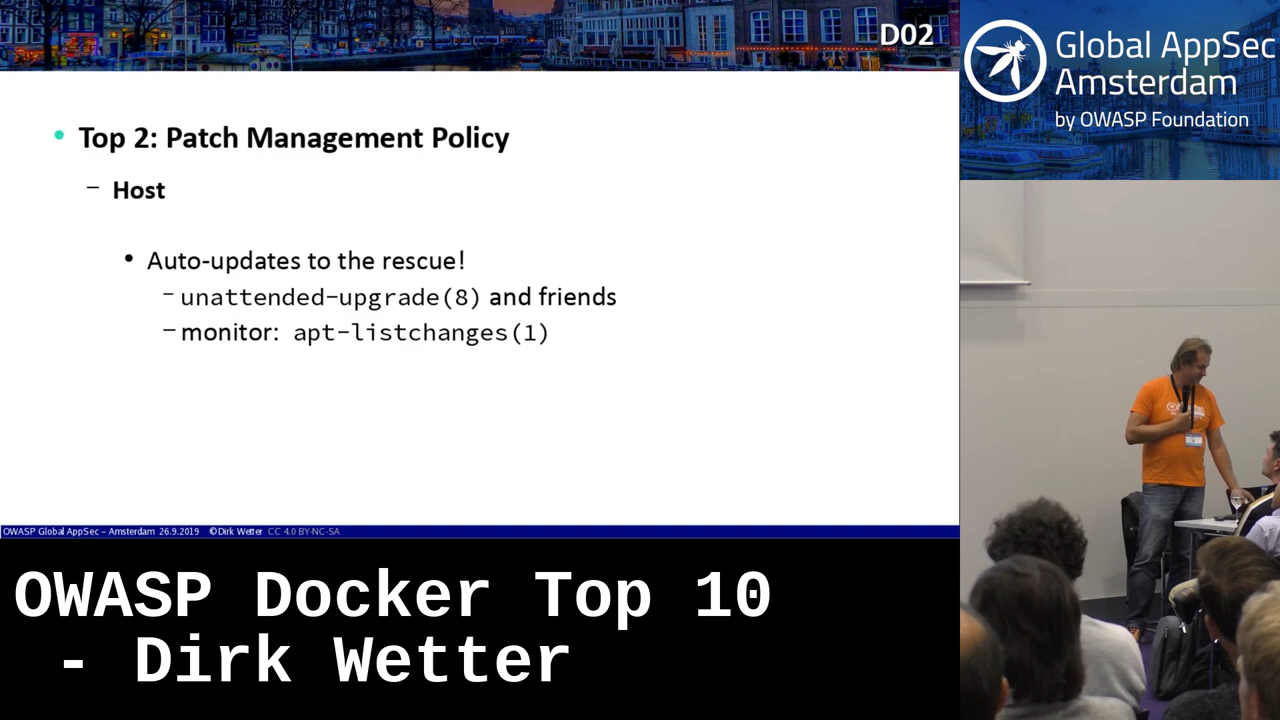 D02
Global AppSec
Amsterdam
by OWASP Foundation
• Top 2: Patch Management Policy
– Host
• Auto-updates to the rescue!
– unattended-upgrade(8) and friends
– monitor: apt-listchanges(1)
OWASP Global AppSec – Amsterdam 26.9.2019 ©Dirk Wetter CC 4.0 BY-NC-SA
OWASP Docker Top 10
- Dirk Wetter